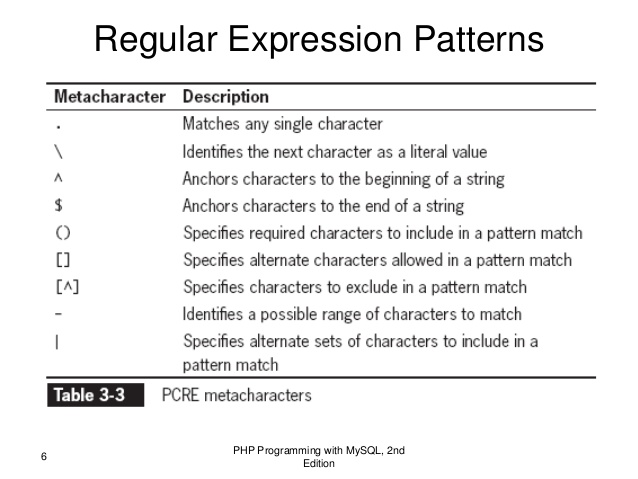 Regular Expression Patterns
Metacharacter Description
. Matches any single character
\ Identifies the next character as a literal value
^ Anchors characters to the beginning of a string
$ Anchors characters to the end of a string
() Specifies required characters to include in a pattern match
[] Specifies alternate characters allowed in a pattern match
[^] Specifies characters to exclude in a pattern match
- Identifies a possible range of characters to match
| Specifies alternate sets of characters to include in a
pattern match
Table 3-3 PCRE metacharacters
6
PHP Programming with MySQL, 2nd
Edition